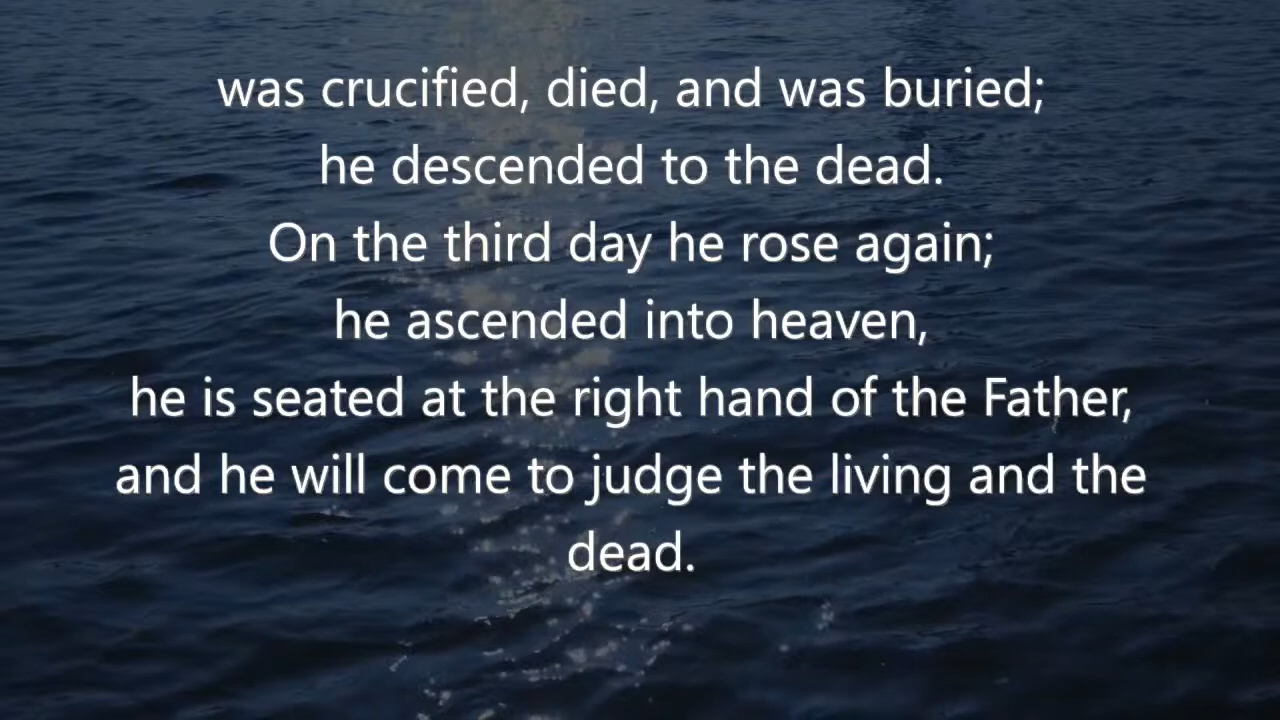 was crucified, died, and was buried;
he descended to the dead.
On the third day he rose again;
he ascended into heaven,
he is seated at the right hand of the Father,
and he will come to judge the living and the
dead.